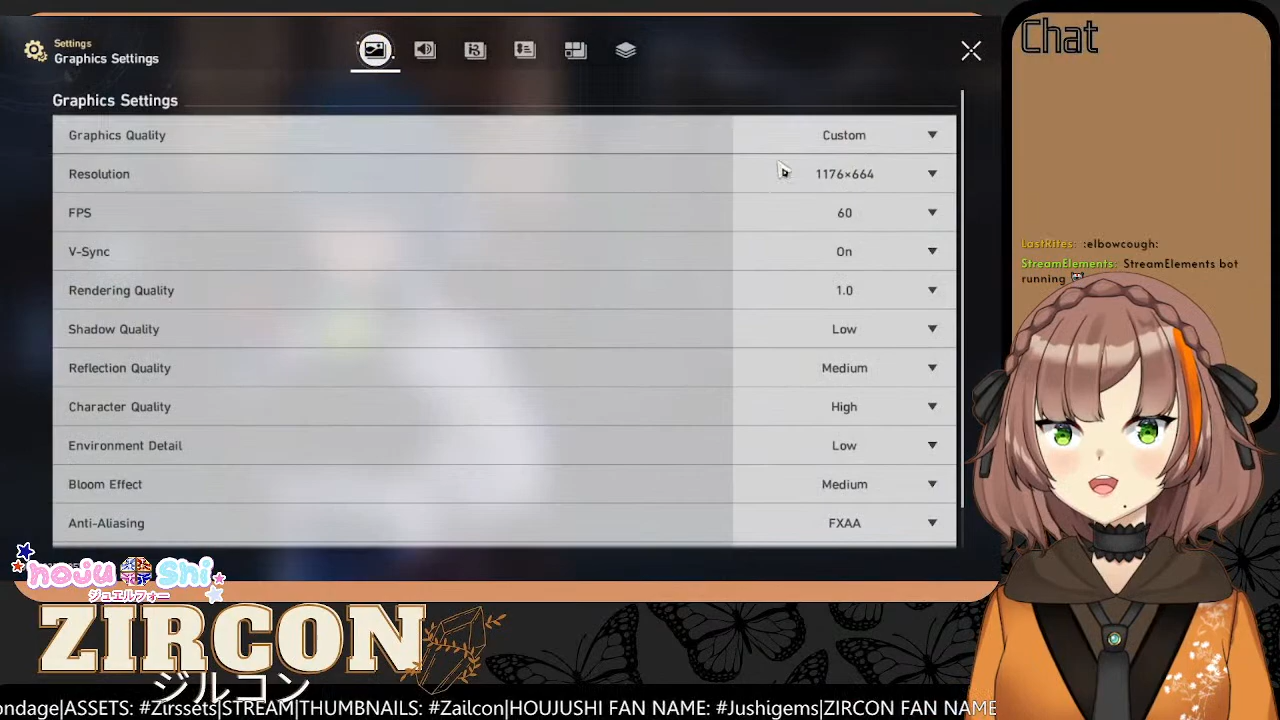 Settings
Graphics Settings
Graphics Settings
Graphics Quality Custom
Resolution 1176×664
FPS 60
V-Sync On
Rendering Quality 1.0
Shadow Quality Low
Reflection Quality Medium
Character Quality High
Environment Detail Low
Bloom Effect Medium
Anti-Aliasing FXAA
Chat
LastRites: :elbowcough:
StreamElements: StreamElements bot
running
hoju shi
ジュエルフォー
ZIRCON
ジルコン
ondage|ASSETS: #Zirssets|STREAM|THUMBNAILS: #Zailcon|HOUJUSHI FAN NAME: #Jushigems|ZIRCON FAN NAME